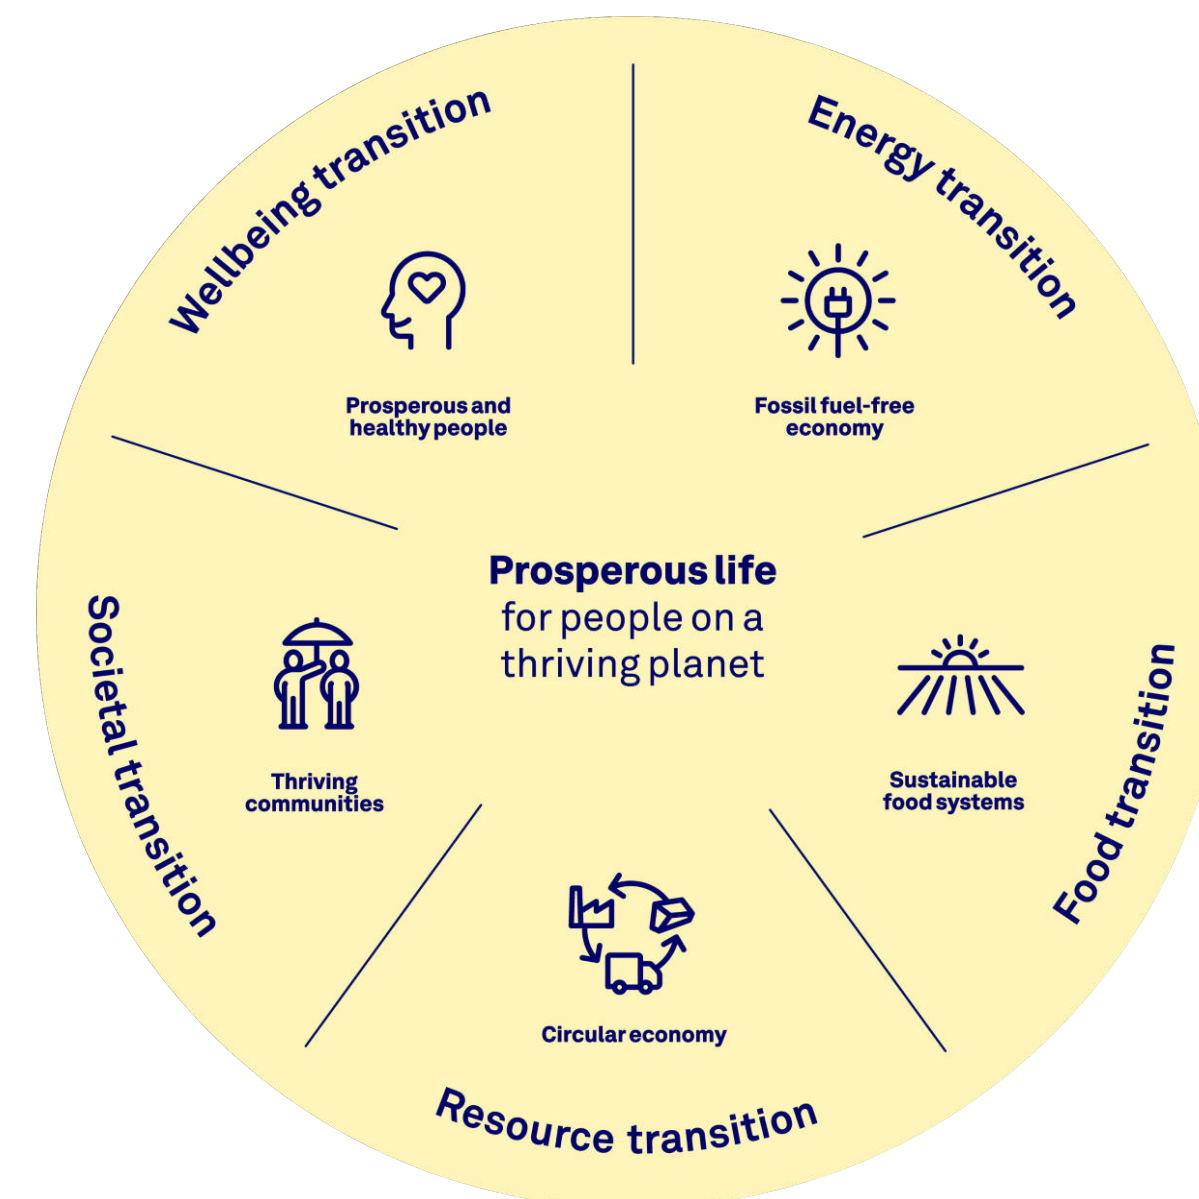 Wellbeing transition
Energy transition
Prosperous and
healthy people
Fossil fuel-free
economy
Prosperous life
for people on a
thriving planet
Societal transition
Thriving
communities
Sustainable
food systems
Food transition
Circular economy
Resource transition